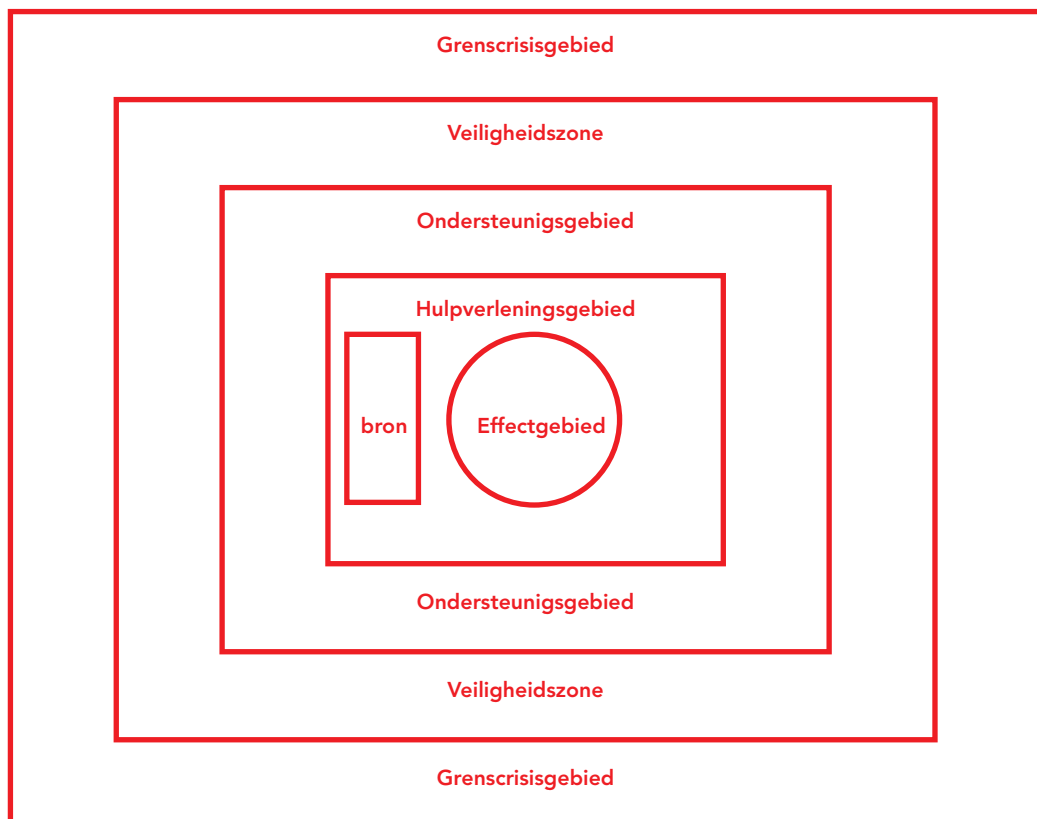 Grenscrisisgebied
Veiligheidszone
Ondersteunigsgebied
Hulpverleningsgebied
bron
Effectgebied
Ondersteunigsgebied
Veiligheidszone
Grenscrisisgebied